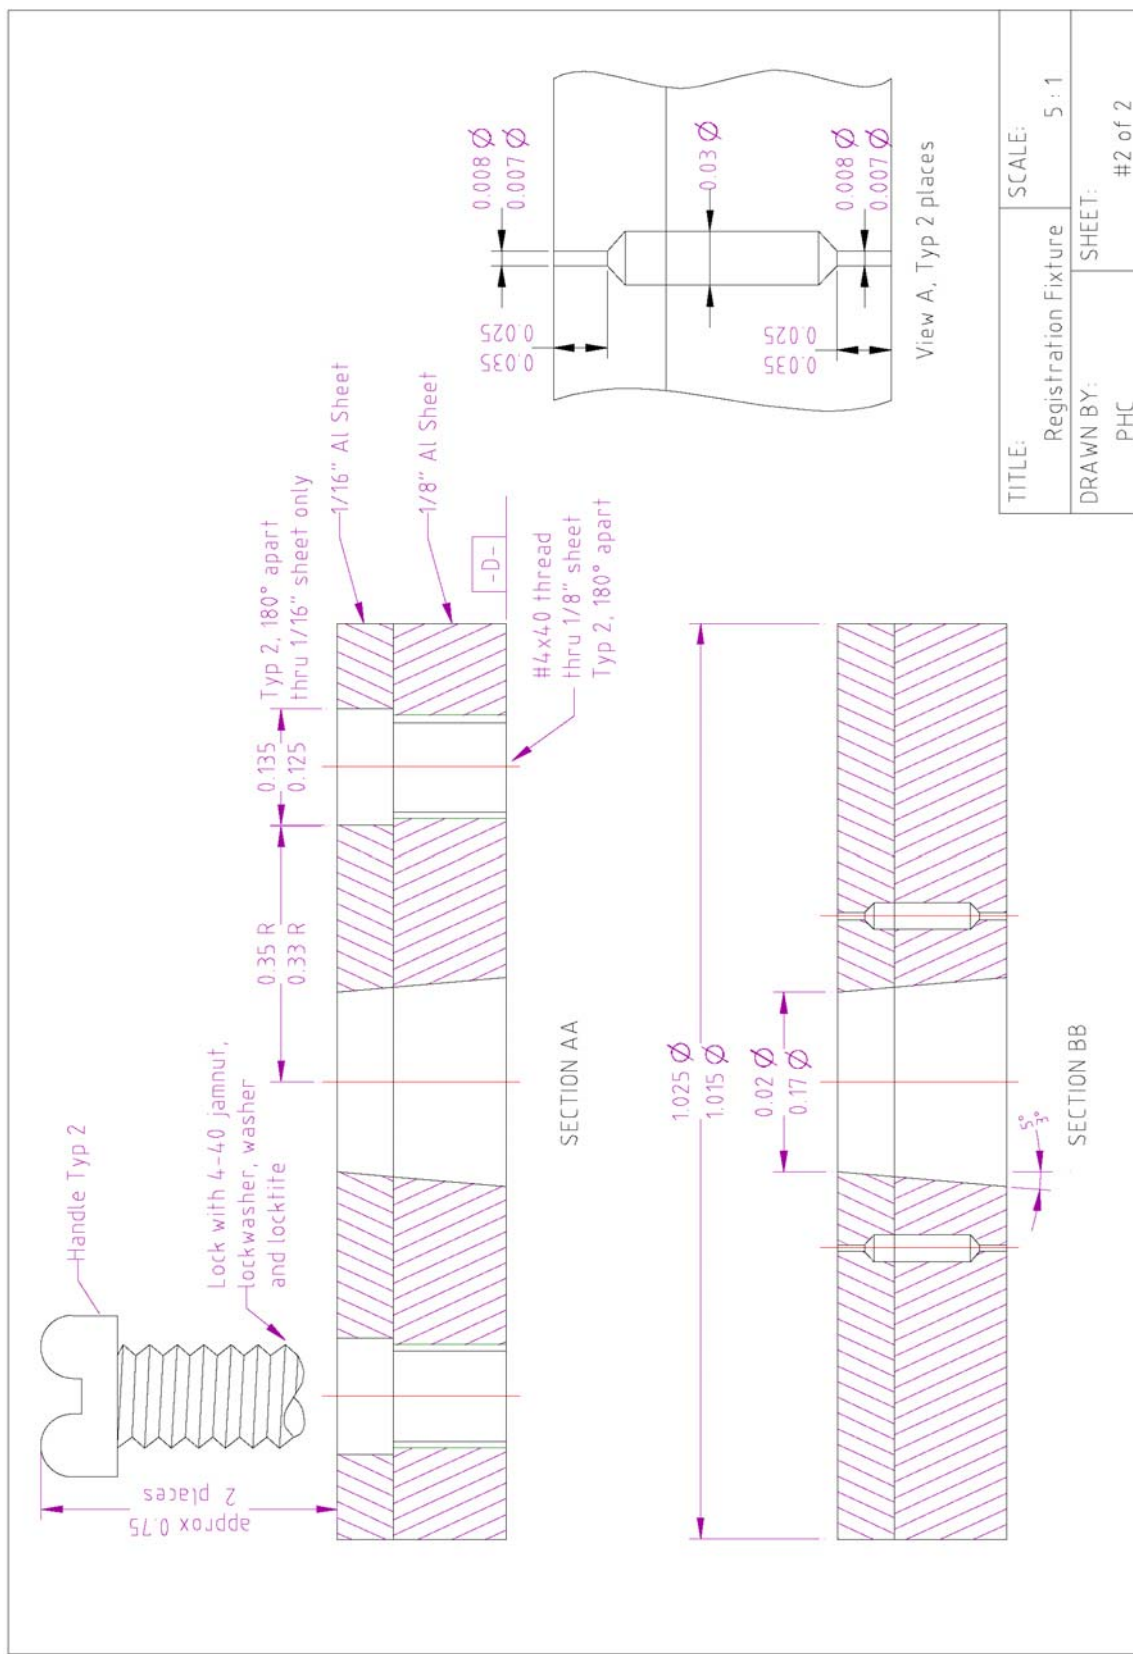 Handle Typ 2
approx 0.75
2 places
Lock with 4-40 jamnut,
lockwasher, washer
and locktite
0.35 R
0.33 R
0.135
0.125
Typ 2, 180° apart
thru 1/16" sheet only
1/16" Al Sheet
1/8" Al Sheet
-D-
#4x40 thread
thru 1/8" sheet
Typ 2, 180° apart
SECTION AA
1.025 Ø
1.015 Ø
0.02 Ø
0.17 Ø
5°
3°
SECTION BB
0.035
0.025
0.008 Ø
0.007 Ø
0.03 Ø
0.035
0.025
0.008 Ø
0.007 Ø
View A, Typ 2 places
TITLE:
Registration Fixture
SCALE:
5 : 1
DRAWN BY:
PHC
SHEET:
#2 of 2